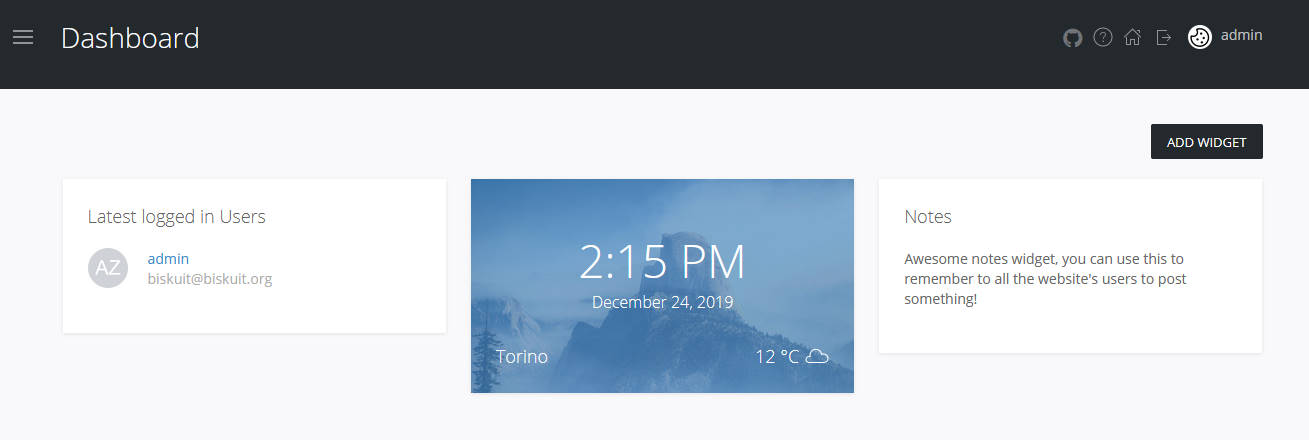 Dashboard
admin
ADD WIDGET
Latest logged in Users
AZ
admin
biskuit@biskuit.org
2:15 PM
December 24, 2019
Torino
12 °C
Notes
Awesome notes widget, you can use this to
remember to all the website's users to post
something!